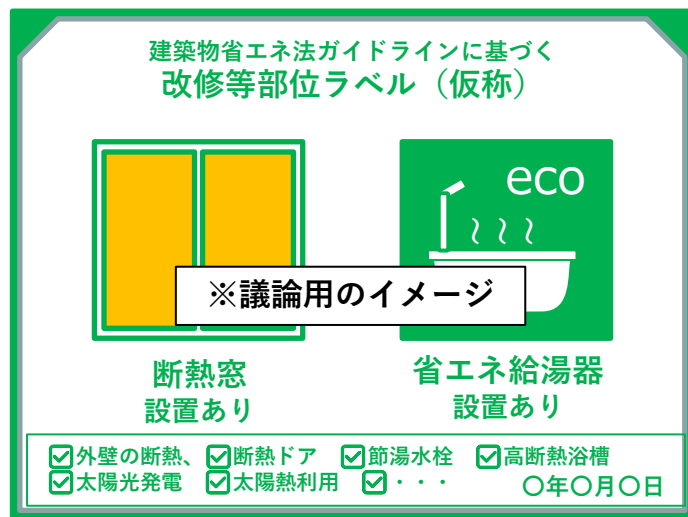 建築物省エネ法ガイドラインに基づく
改修等部位ラベル（仮称）
eco
※議論用のイメージ
断熱窓
設置あり
省エネ給湯器
設置あり
外壁の断熱、 断熱ドア 節湯水栓 高断熱浴槽
太陽光発電 太陽熱利用 ・・・ 〇年〇月〇日